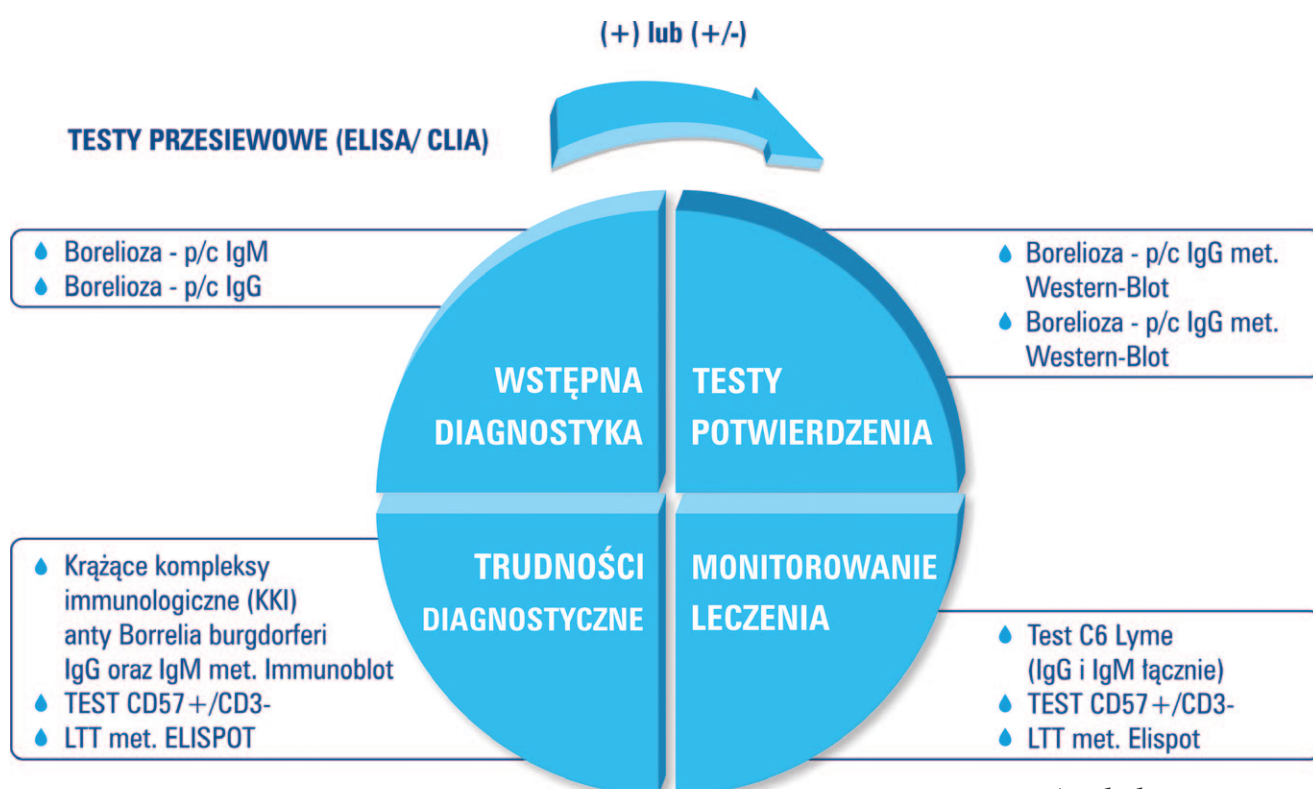 (+) lub (+/-)
TESTY PRZESIEWOWE (ELISA/ CLIA)
Borelioza - p/c IgM
Borelioza - p/c IgG
Borelioza - p/c IgG met.
Western-Blot
Borelioza - p/c IgG met.
Western-Blot
WSTĘPNA
DIAGNOSTYKA
TESTY
POTWIERDZENIA
TRUDNOŚCI
DIAGNOSTYCZNE
MONITOROWANIE
LECZENIA
Krążące kompleksy
immunologiczne (KKI)
anty Borrelia burgdorferi
IgG oraz IgM met. Immunoblot
TEST CD57+/CD3-
LTT met. ELISPOT
Test C6 Lyme
(IgG i IgM łącznie)
TEST CD57+/CD3-
LTT met. Elispot